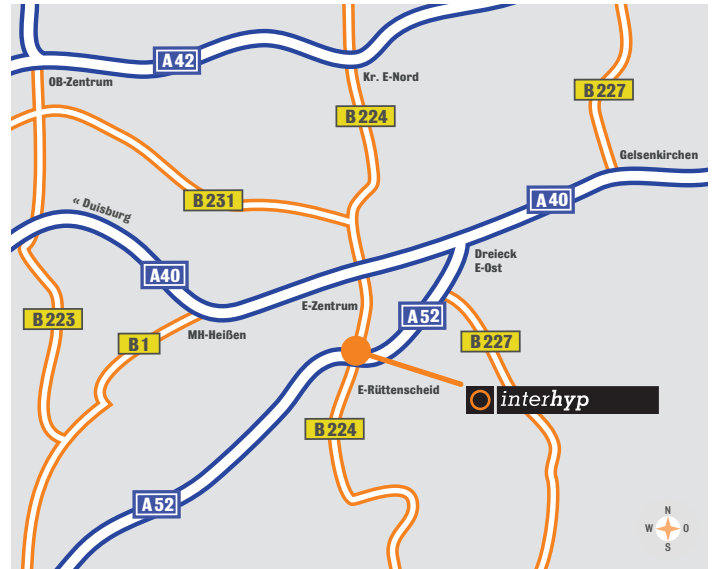 A42
OB-Zentrum
Kr. E-Nord
B 227
B 224
Gelsenkirchen
« Duisburg
B 231
A40
Dreieck
E-Ost
A40
E-Zentrum
A52
B 223
MH-Heißen
B 1
B 227
E-Rüttenscheid
interhyp
B 224
A52
N
W O
S